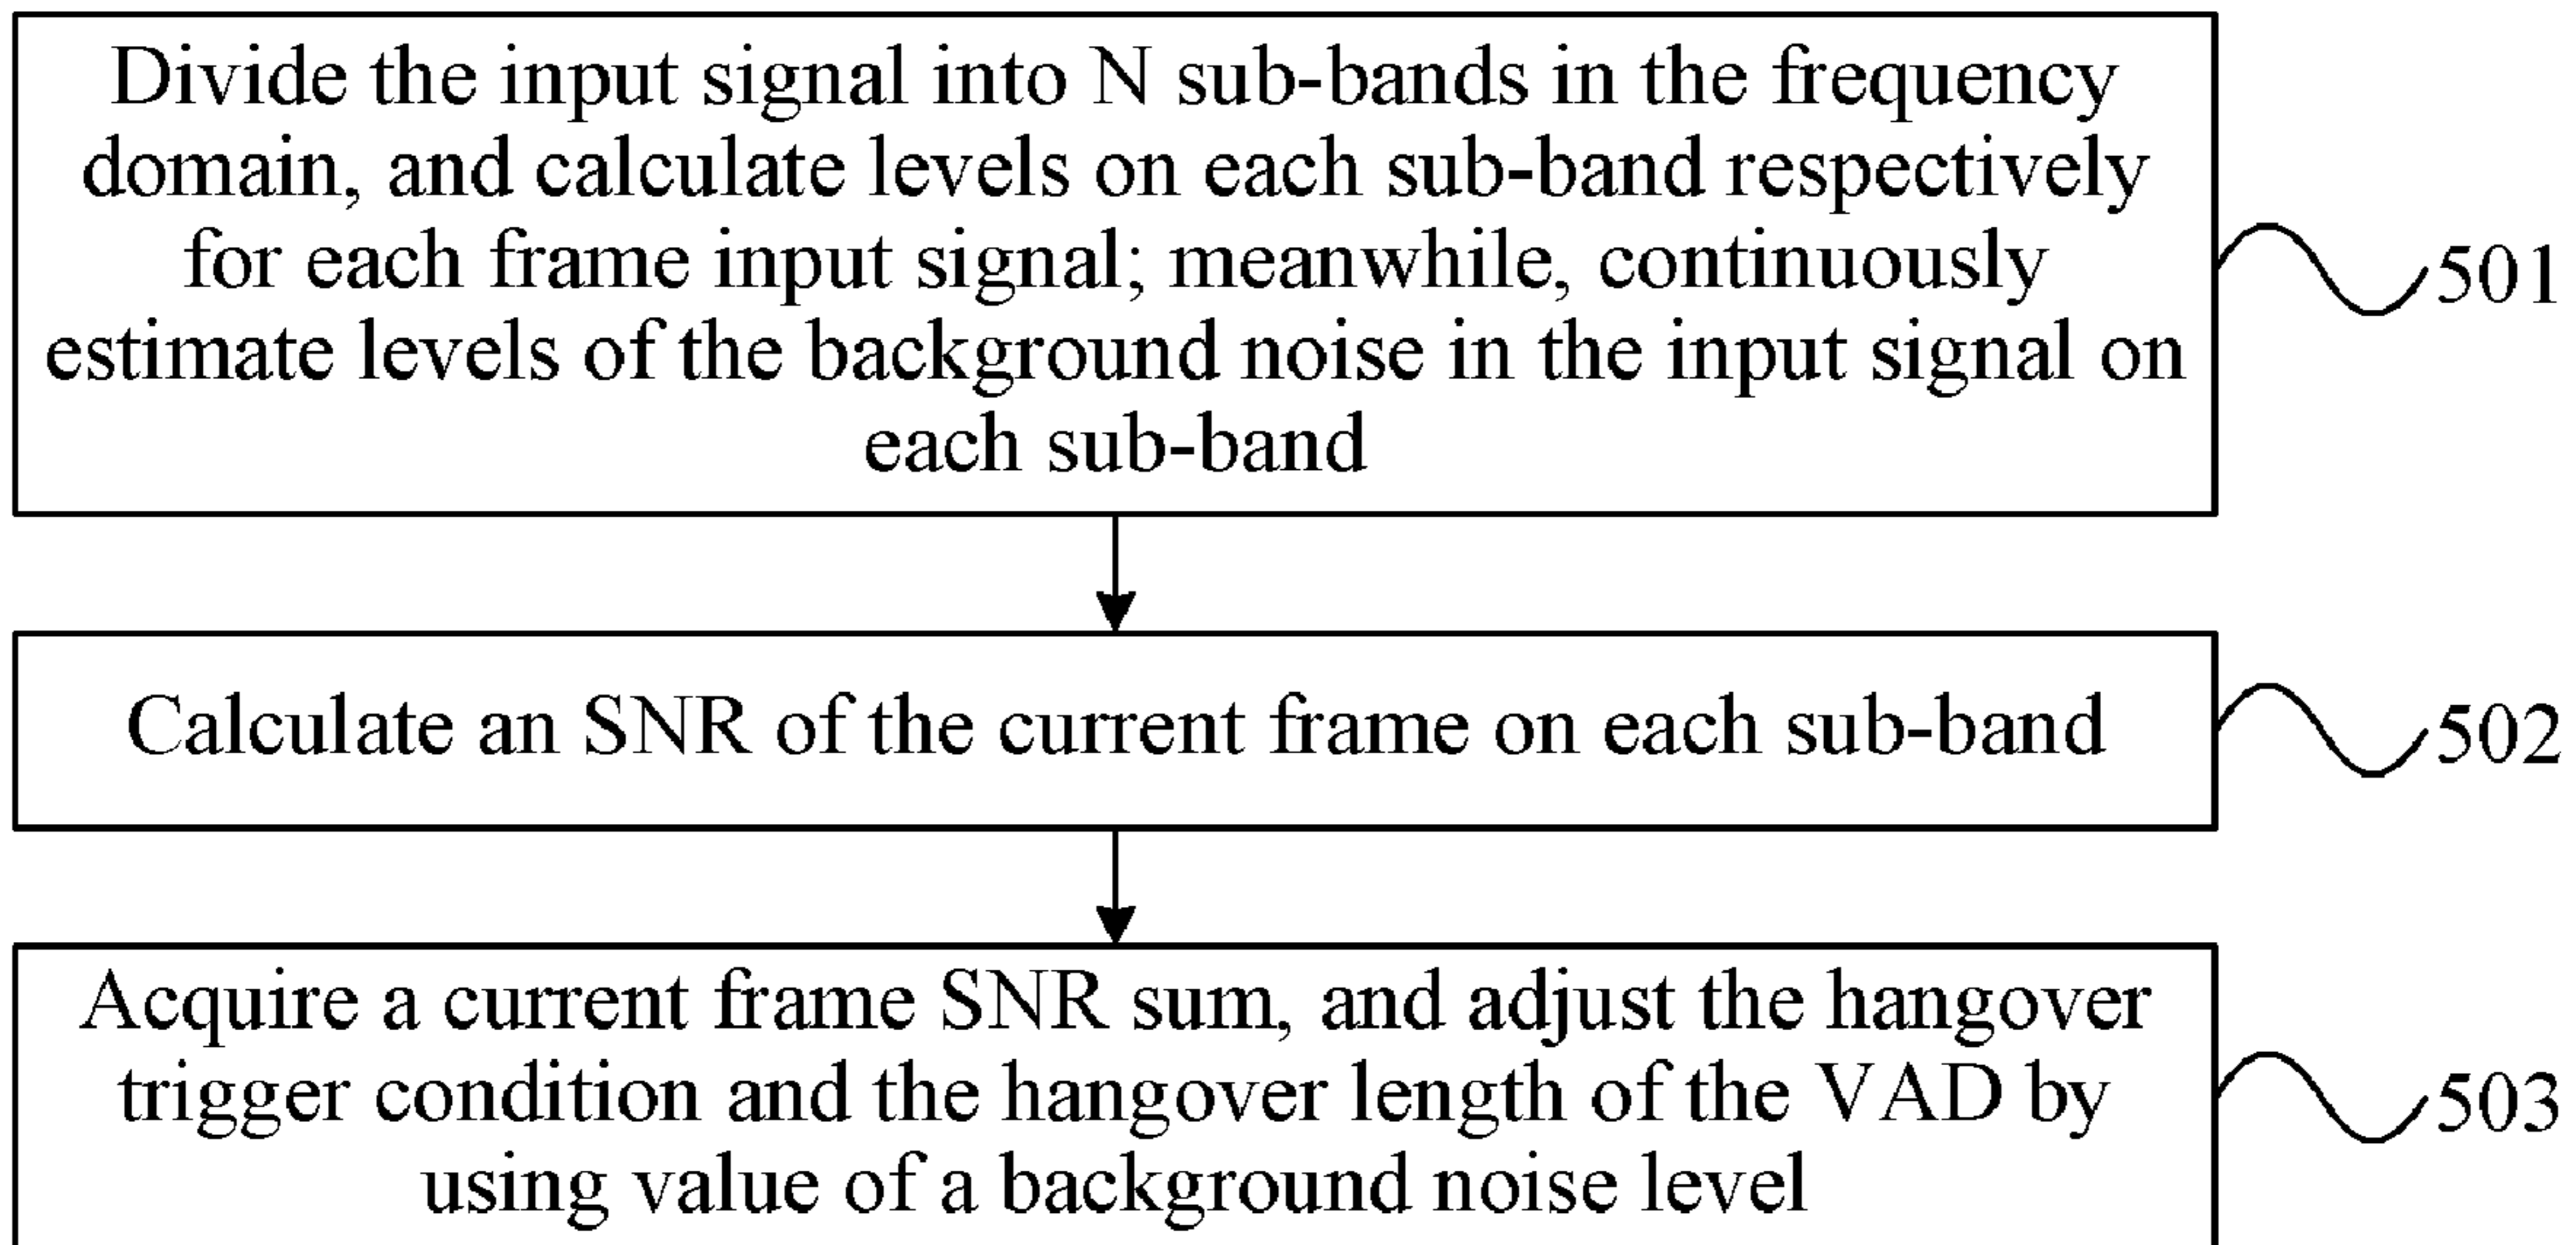 Divide the input signal into N sub-bands in the frequency
domain, and calculate levels on each sub-band respectively
for each frame input signal; meanwhile, continuously
estimate levels of the background noise in the input signal on
each sub-band
501
Calculate an SNR of the current frame on each sub-band
502
Acquire a current frame SNR sum, and adjust the hangover
trigger condition and the hangover length of the VAD by
using value of a background noise level
503